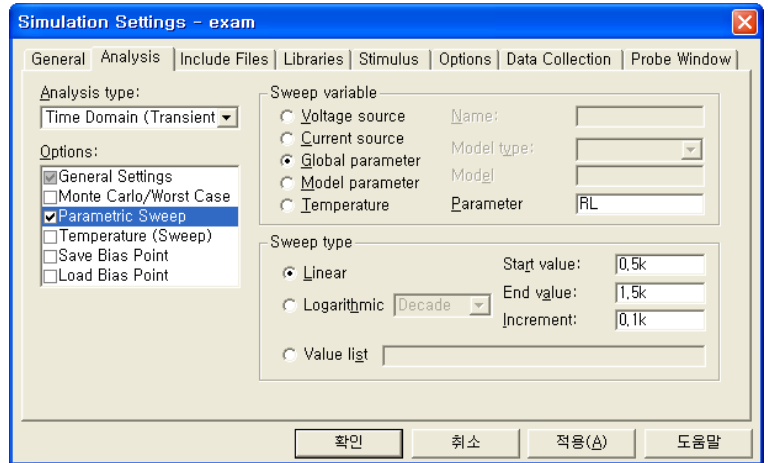 Simulation Settings - exam
General Analysis Include Files Libraries Stimulus Options Data Collection Probe Window
Analysis type:
Time Domain (Transient
Options:
General Settings
Monte Carlo/Worst Case
Parametric Sweep
Temperature (Sweep)
Save Bias Point
Load Bias Point
Sweep variable
Voltage source Name:
Current source Model type:
Global parameter
Model parameter Model
Temperature Parameter RL
Sweep type
Linear
Logarithmic Decade
Value list
Start value: 0,5k
End value: 1,5k
Increment: 0,1k
확인 취소 적용(A) 도움말